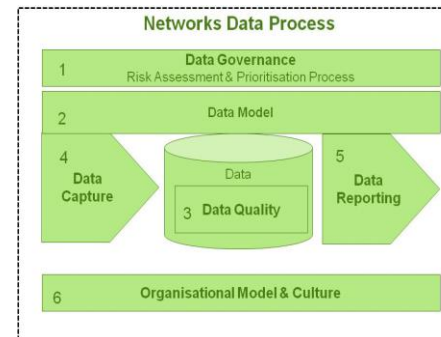 Networks Data Process
1
Data Governance
Risk Assessment & Prioritisation Process
2
Data Model
4
Data
Capture
Data
3
Data Quality
5
Data
Reporting
6
Organisational Model & Culture